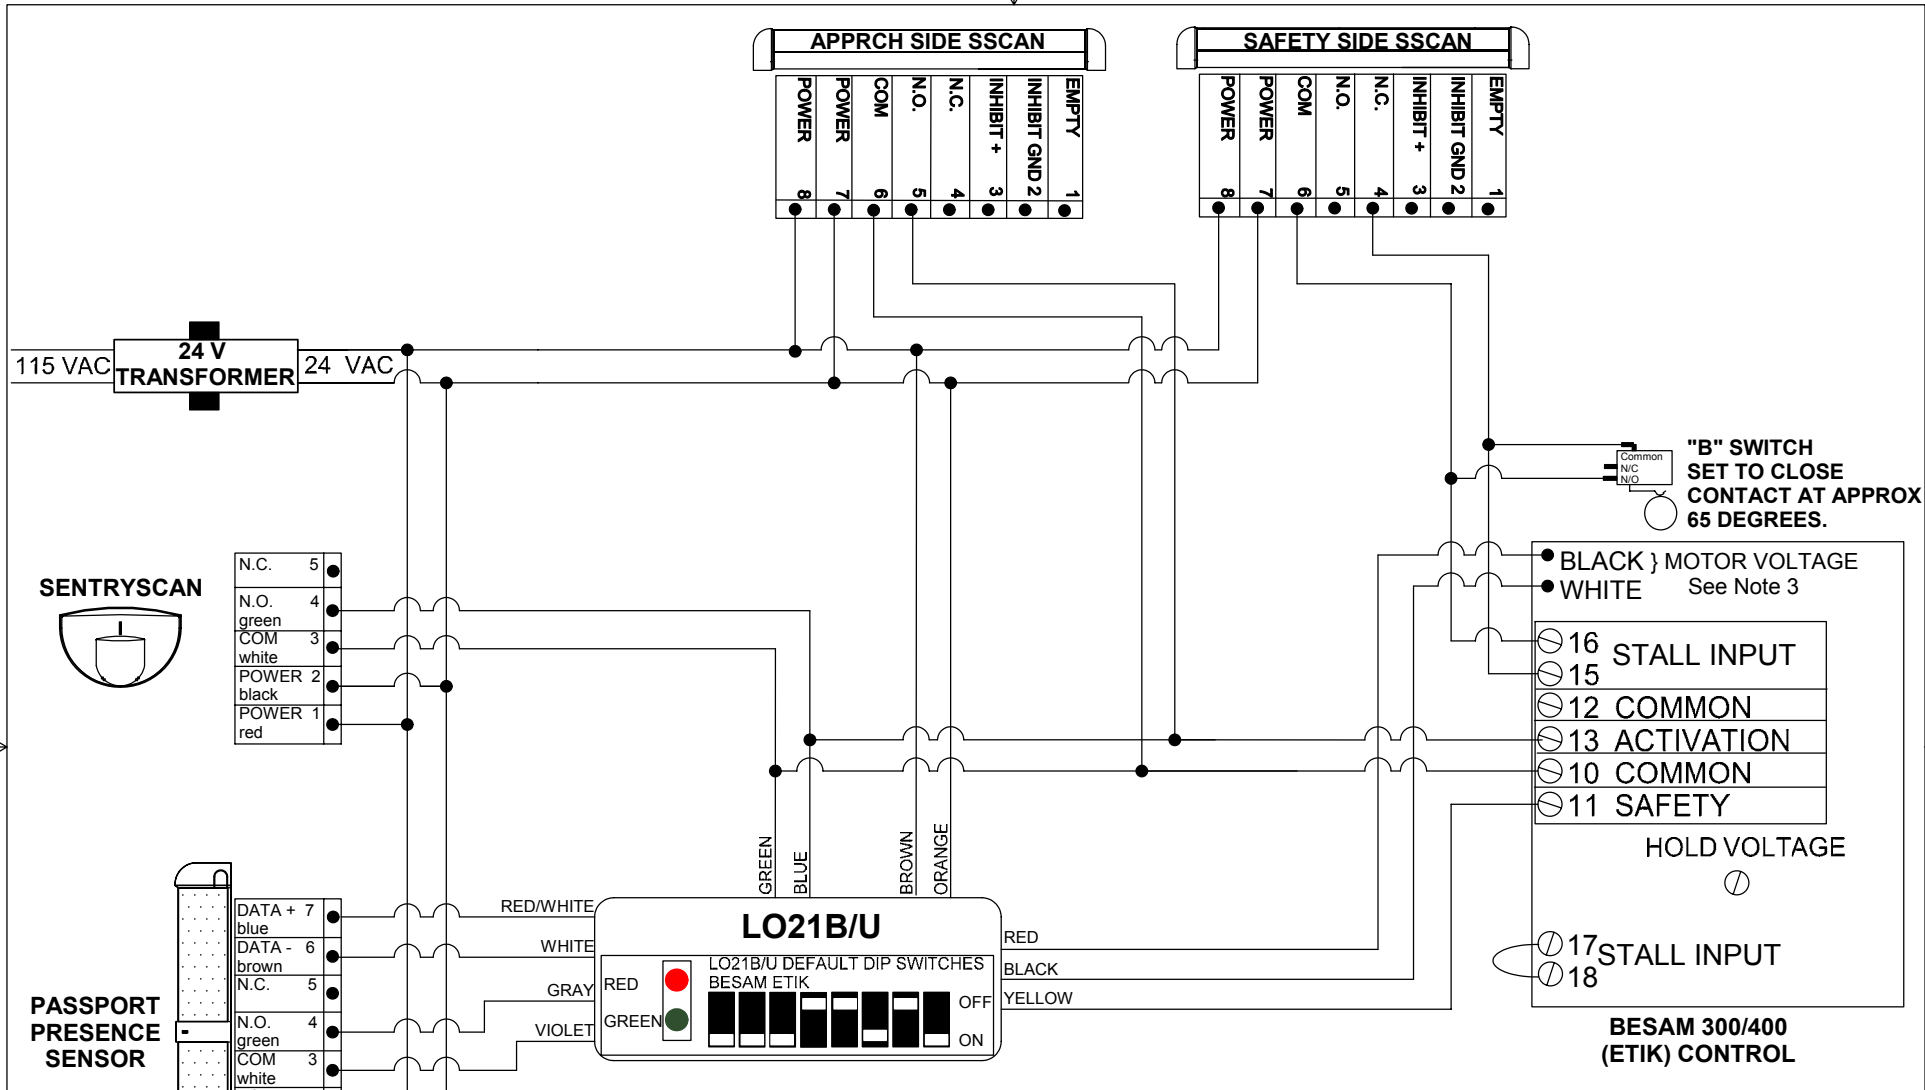 APPRCH SIDE SSCAN
POWER 8
POWER 7
COM 6
N.O. 5
N.C. 4
INHIBIT + 3
INHIBIT GND 2
EMPTY 1
SAFETY SIDE SSCAN
POWER 8
POWER 7
COM 6
N.O. 5
N.C. 4
INHIBIT + 3
INHIBIT GND 2
EMPTY 1
115 VAC
24 V
TRANSFORMER
24 VAC
Common
N/C
N/O
"B" SWITCH
SET TO CLOSE
CONTACT AT APPROX
65 DEGREES.
SENTRYSCAN
N.C. 5
N.O. 4
green
COM 3
white
POWER 2
black
POWER 1
red
BLACK } MOTOR VOLTAGE
WHITE See Note 3
16 STALL INPUT
15
12 COMMON
13 ACTIVATION
10 COMMON
11 SAFETY
HOLD VOLTAGE
17 STALL INPUT
18
BESAM 300/400
(ETIK) CONTROL
GREEN
BLUE
BROWN
ORANGE
PASSPORT
PRESENCE
SENSOR
DATA + 7
blue
DATA - 6
brown
N.C. 5
N.O. 4
green
COM 3
white
RED/WHITE
WHITE
GRAY
VIOLET
LO21B/U
LO21B/U DEFAULT DIP SWITCHES
BESAM ETIK
RED
GREEN
OFF
ON
RED
BLACK
YELLOW